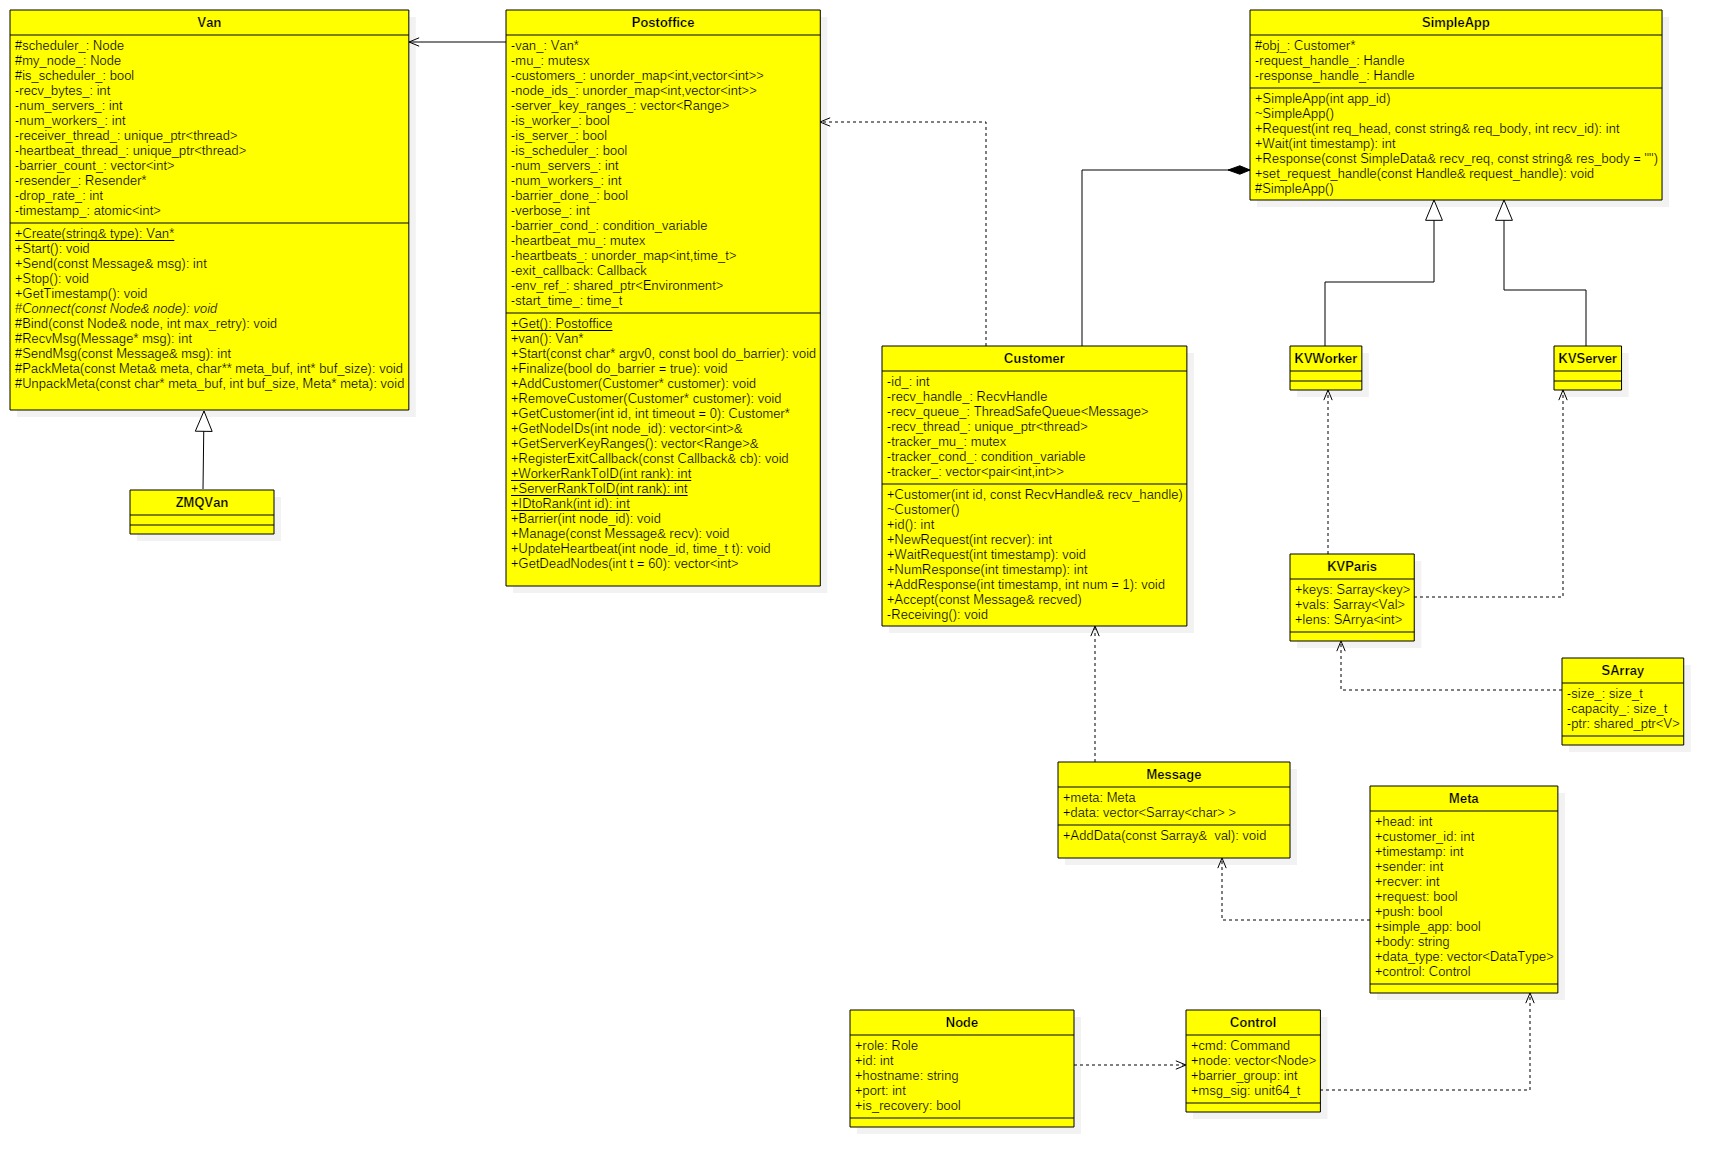 Van
#scheduler_: Node
#my_node_: Node
#is_scheduler_: bool
-recv_bytes_: int
-num_servers_: int
-num_workers_: int
-receiver_thread_: unique_ptr<thread>
-heartbeat_thread_: unique_ptr<thread>
-barrier_count_: vector<int>
-resender_: Resender*
-drop_rate_: int
-timestamp_: atomic<int>
+Create(string& type): Van*
+Start(): void
+Send(const Message& msg): int
+Stop(): void
+GetTimestamp(): void
#Connect(const Node& node): void
#Bind(const Node& node, int max_retry): void
#RecvMsg(Message* msg): int
#SendMsg(const Message& msg): int
#PackMeta(const Meta& meta, char** meta_buf, int* buf_size): void
#UnpackMeta(const char* meta_buf, int buf_size, Meta* meta): void
ZMQVan
Postoffice
-van_: Van*
-mu_: mutesx
-customers_: unorder_map<int,vector<int>>
-node_ids_: unorder_map<int,vector<int>>
-server_key_ranges_: vector<Range>
-is_worker_: bool
-is_server_: bool
-is_scheduler_: bool
-num_servers_: int
-num_workers_: int
-barrier_done_: bool
-verbose_: int
-barrier_cond_: condition_variable
-heartbeat_mu_: mutex
-heartbeats_: unorder_map<int,time_t>
-exit_callback: Callback
-env_ref_: shared_ptr<Environment>
-start_time_: time_t
+Get(): Postoffice
+van(): Van*
+Start(const char* argv0, const bool do_barrier): void
+Finalize(bool do_barrier = true): void
+AddCustomer(Customer* customer): void
+RemoveCustomer(Customer* customer): void
+GetCustomer(int id, int timeout = 0): Customer*
+GetNodeIDs(int node_id): vector<int>&
+GetServerKeyRanges(): vector<Range>&
+RegisterExitCallback(const Callback& cb): void
+WorkerRankToID(int rank): int
+ServerRankToID(int rank): int
+IDtoRank(int id): int
+Barrier(int node_id): void
+Manage(const Message& recv): void
+UpdateHeartbeat(int node_id, time_t t): void
+GetDeadNodes(int t = 60): vector<int>
SimpleApp
#obj_: Customer*
-request_handle_: Handle
-response_handle_: Handle
+SimpleApp(int app_id)
~SimpleApp()
+Request(int req_head, const string& req_body, int recv_id): int
+Wait(int timestamp): int
+Response(const SimpleData& recv_req, const string& res_body = "")
+set_request_handle(const Handle& request_handle): void
#SimpleApp()
Customer
-id_: int
-recv_handle_: RecvHandle
-recv_queue_: ThreadSafeQueue<Message>
-recv_thread_: unique_ptr<thread>
-tracker_mu_: mutex
-tracker_cond_: condition_variable
-tracker_: vector<pair<int,int>>
+Customer(int id, const RecvHandle& recv_handle)
~Customer()
+id(): int
+NewRequest(int recver): int
+WaitRequest(int timestamp): void
+NumResponse(int timestamp): int
+AddResponse(int timestamp, int num = 1): void
+Accept(const Message& recved)
-Receiving(): void
KVWorker
KVServer
KVParis
+keys: Sarray<key>
+vals: Sarray<Val>
+lens: SArrya<int>
SArray
-size_: size_t
-capacity_: size_t
-ptr: shared_ptr<V>
Message
+meta: Meta
+data: vector<Sarray<char> >
+AddData(const Sarray&  val): void
Meta
+head: int
+customer_id: int
+timestamp: int
+sender: int
+recver: int
+request: bool
+push: bool
+simple_app: bool
+body: string
+data_type: vector<DataType>
+control: Control
Node
+role: Role
+id: int
+hostname: string
+port: int
+is_recovery: bool
Control
+cmd: Command
+node: vector<Node>
+barrier_group: int
+msg_sig: unit64_t